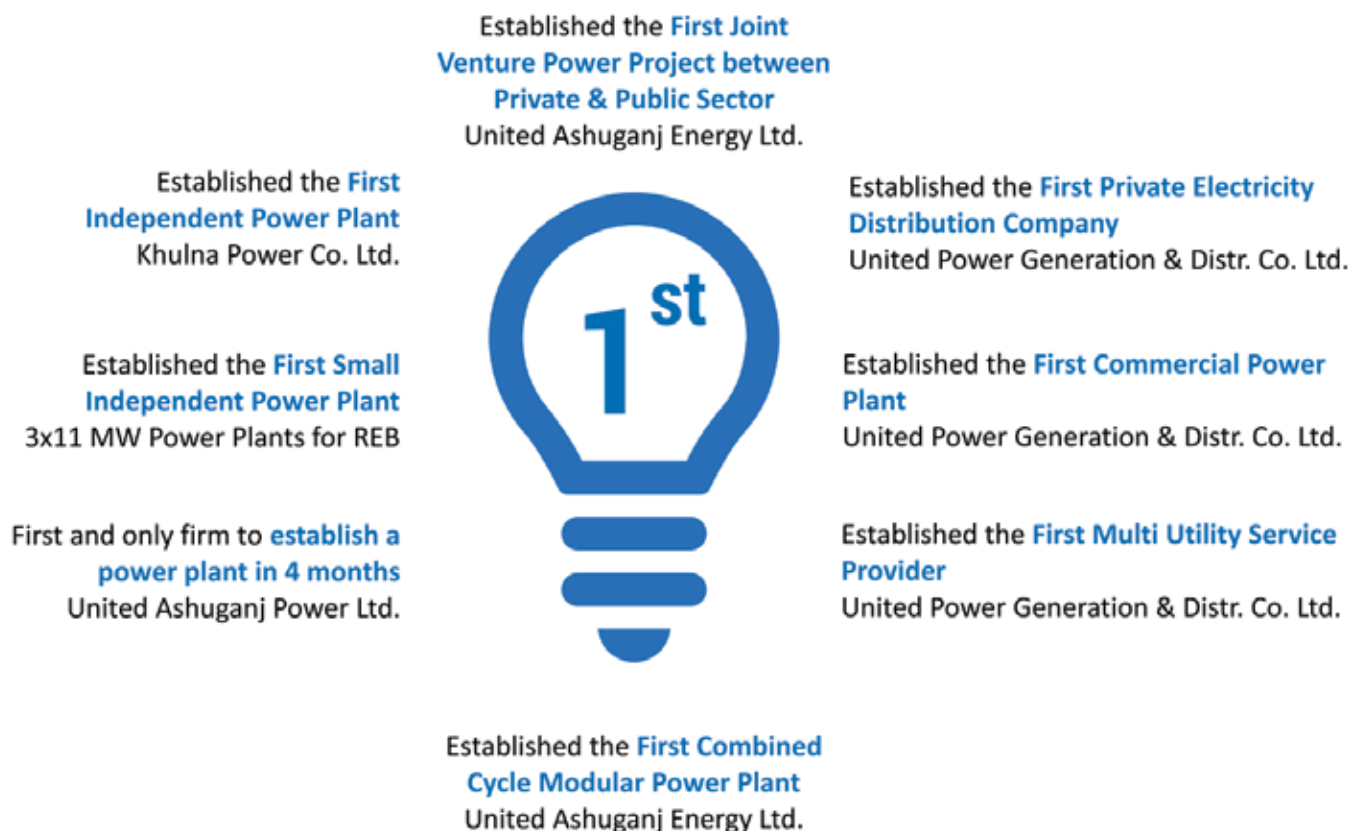 Established the First Joint
Venture Power Project between
Private & Public Sector
United Ashuganj Energy Ltd.
Established the First
Independent Power Plant
Khulna Power Co. Ltd.
Established the First Private Electricity
Distribution Company
United Power Generation & Distr. Co. Ltd.
1st
Established the First Small
Independent Power Plant
3x11 MW Power Plants for REB
Established the First Commercial Power
Plant
United Power Generation & Distr. Co. Ltd.
First and only firm to establish a
power plant in 4 months
United Ashuganj Power Ltd.
Established the First Multi Utility Service
Provider
United Power Generation & Distr. Co. Ltd.
Established the First Combined
Cycle Modular Power Plant
United Ashuganj Energy Ltd.